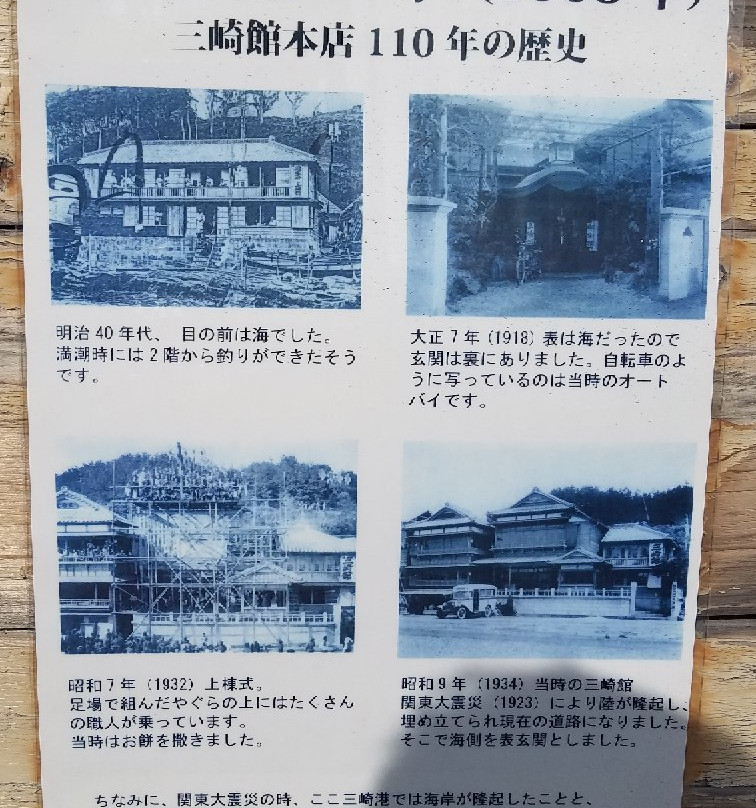 三崎館本店 110 年の歴史
明治 40 年代、 目の前は海でした。
満潮時には 2 階から釣りができたそう
です。
大正 7 年 (1918) 表は海だったので
玄関は裏にありました。自転車のよ
うに写っているのは当時のオート
バイです。
昭和 7 年 (1932) 上棟式。
足場で組んだやぐらの上にはたくさん
の職人が乗っています。
当時はお餅を撒きました。
昭和 9 年 (1934) 当時の三崎館
関東大震災 (1923) により陸が隆起し、
埋め立てられ現在の道路になりました。
そこで海側を表玄関としました。
ちなみに、関東大震災の時、ここ三崎港では海岸が隆起したことと、